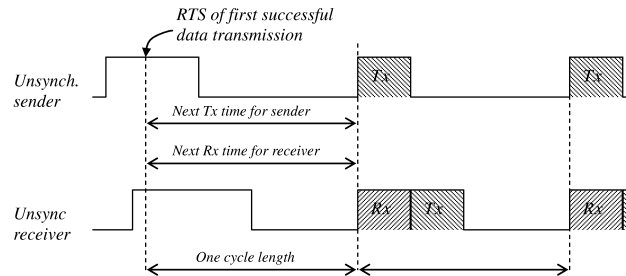 RTS of first successful
data transmission
Unsynch.
sender
Tx
Tx
Next Tx time for sender
Next Rx time for receiver
Unsync
receiver
Rx
Tx
Rx
One cycle length